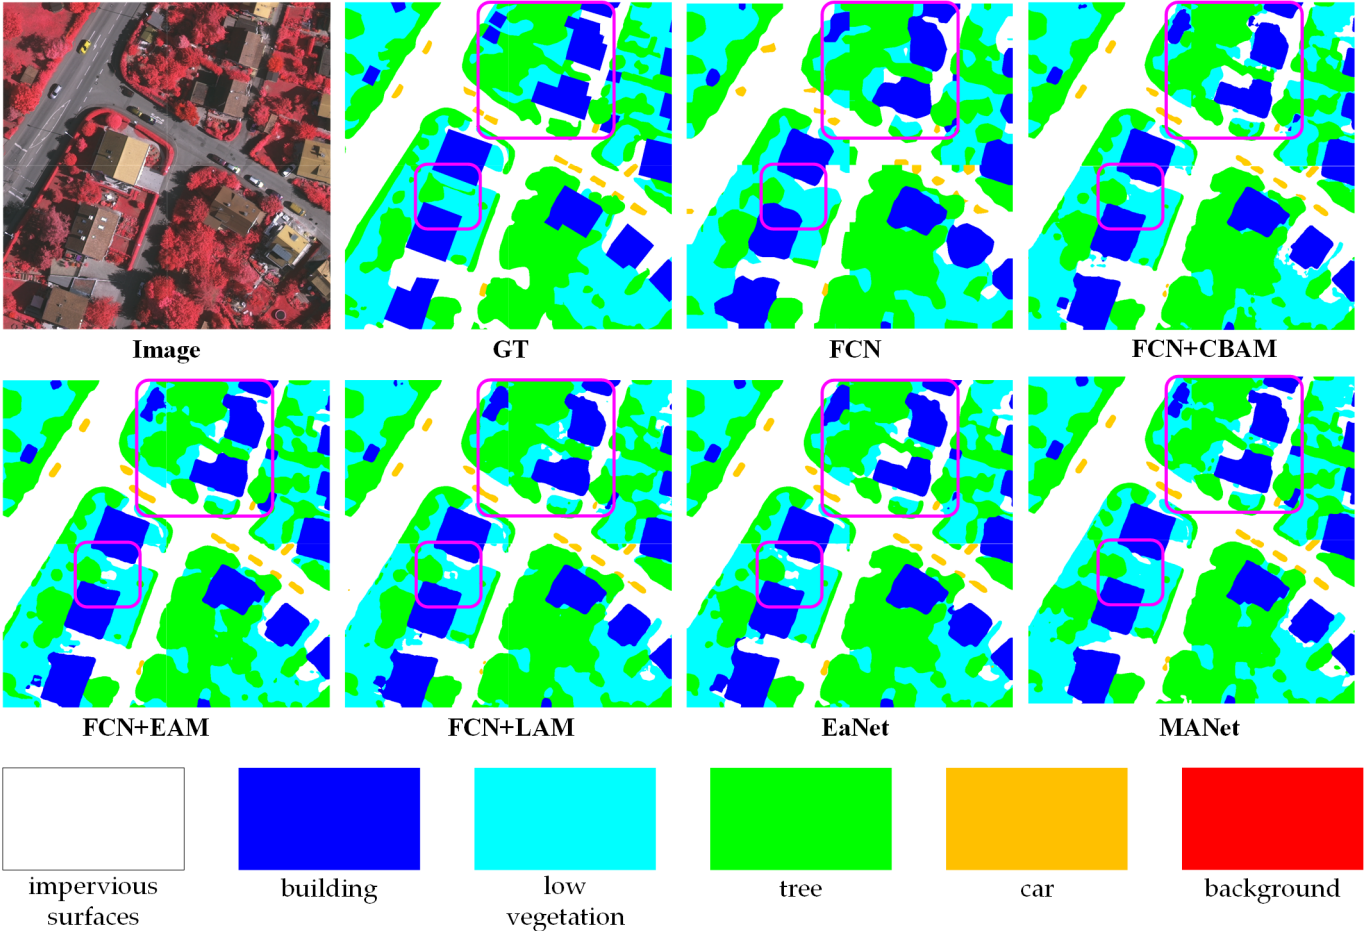 Image
GT
FCN
FCN+CBAM
FCN+EAM
FCN+LAM
EaNet
MANet
impervious
surfaces
building
low
vegetation
tree
car
background